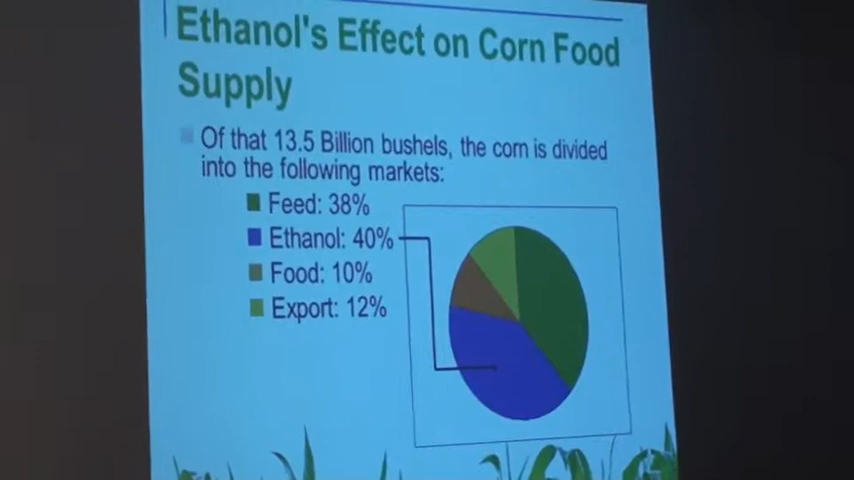 Ethanol's Effect on Corn Food
Supply
Of that 13.5 Billion bushels, the corn is divided
into the following markets:
Feed: 38%
Ethanol: 40%
Food: 10%
Export: 12%